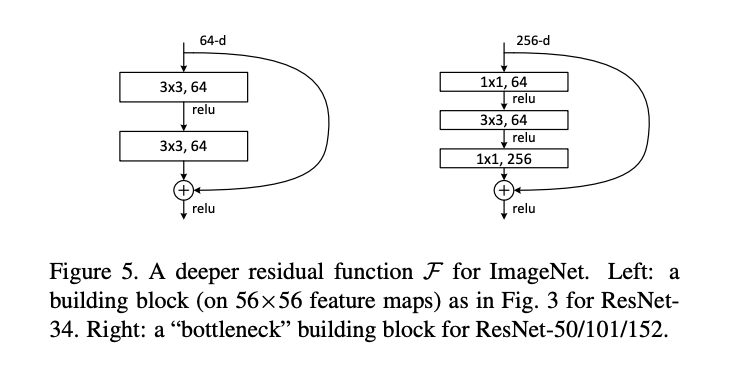 64-d
3x3, 64
relu
3x3, 64
+
relu
256-d
1x1, 64
relu
3x3, 64
relu
1x1, 256
+
relu
Figure 5. A deeper residual function F for ImageNet. Left: a
building block (on 56×56 feature maps) as in Fig. 3 for ResNet-
34. Right: a “bottleneck” building block for ResNet-50/101/152.